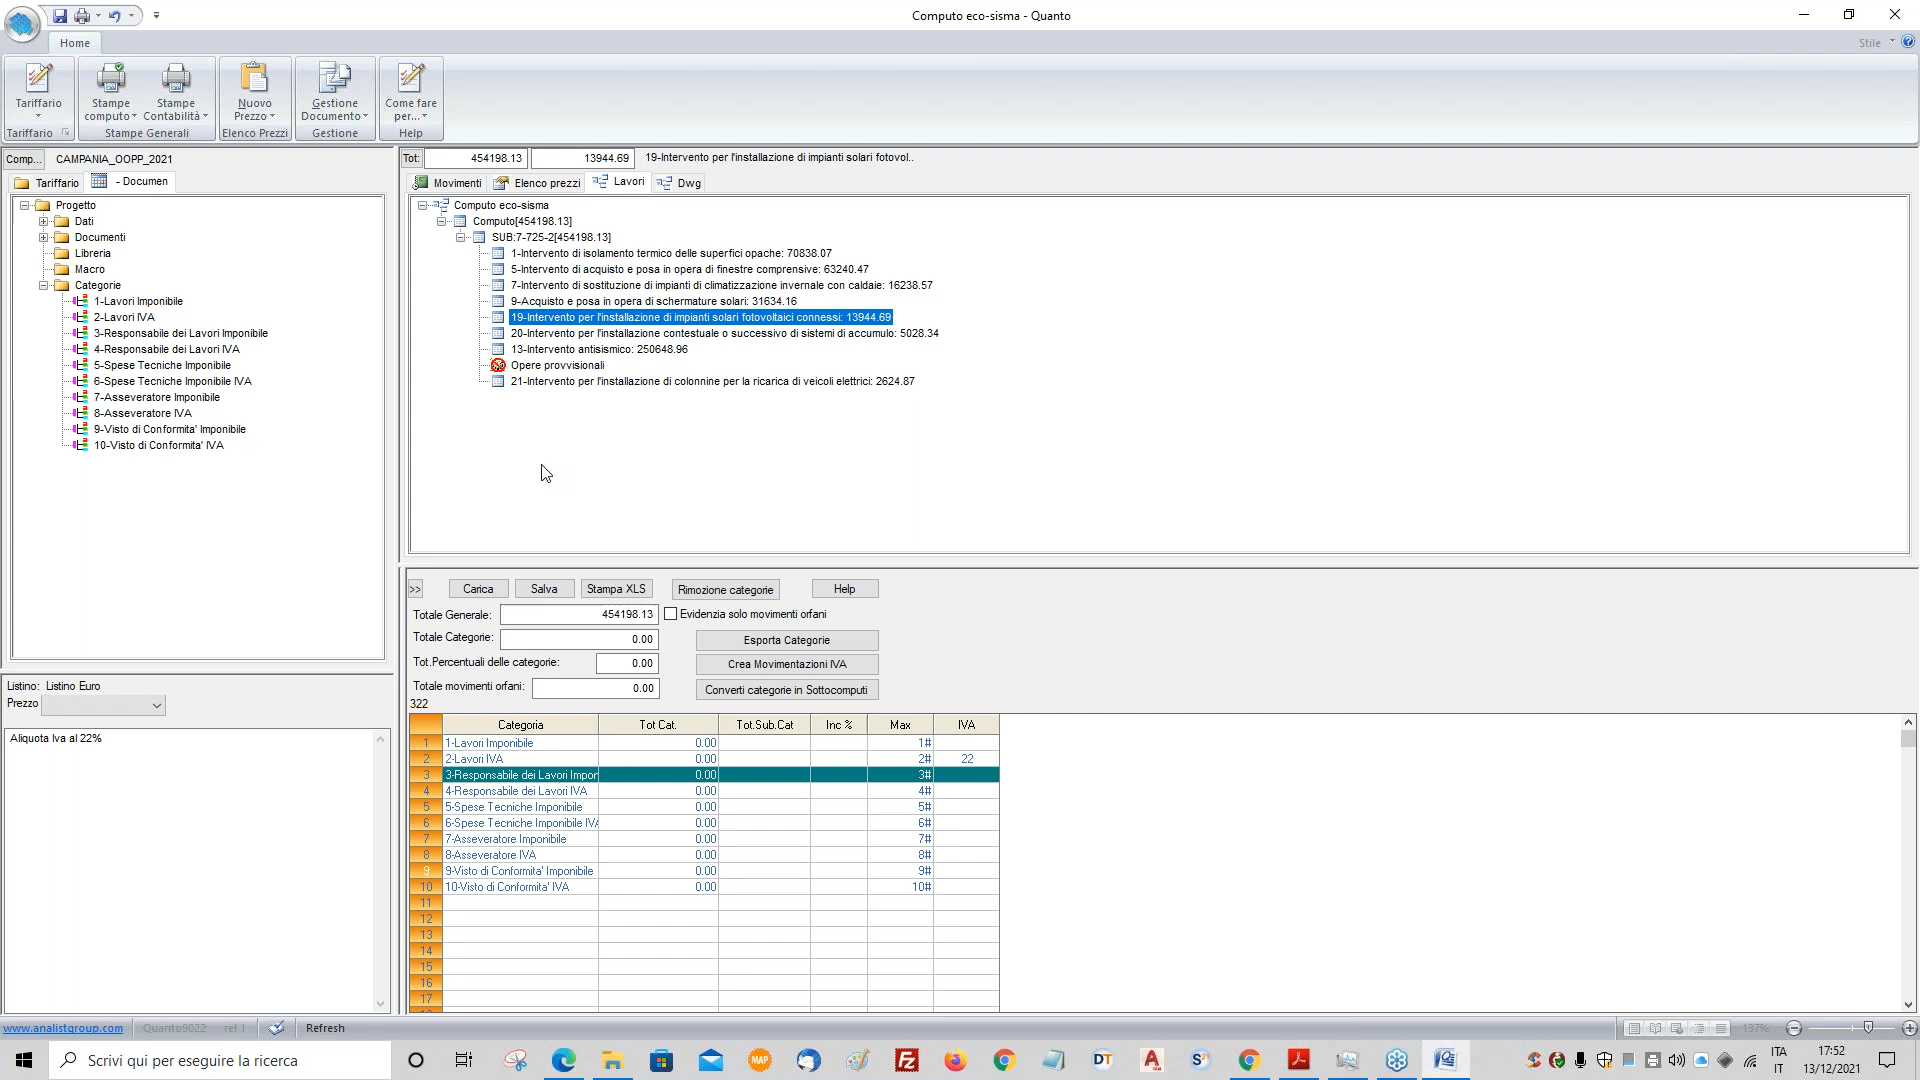 Computo eco-sisma - Quanto
Home
Stile
Tariffario
Stampe computo
Stampe Contabilità
Nuovo Prezzo
Gestione Documento
Come fare per...
Tariffario
Stampe Generali
Elenco Prezzi
Gestione
Help
Comp...
CAMPANIA_OOPP_2021
Tariffario
- Documen
Progetto
Dati
Documenti
Libreria
Macro
Categorie
1-Lavori Imponibile
2-Lavori IVA
3-Responsabile dei Lavori Imponibile
4-Responsabile dei Lavori IVA
5-Spese Tecniche Imponibile
6-Spese Tecniche Imponibile IVA
7-Asseveratore Imponibile
8-Asseveratore IVA
9-Visto di Conformita' Imponibile
10-Visto di Conformita' IVA
Listino: Listino Euro
Prezzo
Aliquota Iva al 22%
Tot: 454198.13 13944.69 19-Intervento per l'installazione di impianti solari fotovol..
Movimenti
Elenco prezzi
Lavori
Dwg
Computo eco-sisma
Computo[454198.13]
SUB:7-725-2[454198.13]
1-Intervento di isolamento termico delle superfici opache: 70838.07
5-Intervento di acquisto e posa in opera di finestre comprensive: 63240.47
7-Intervento di sostituzione di impianti di climatizzazione invernale con caldaie: 16238.57
9-Acquisto e posa in opera di schermature solari: 31634.16
19-Intervento per l'installazione di impianti solari fotovoltaici connessi: 13944.69
20-Intervento per l'installazione contestuale o successivo di sistemi di accumulo: 5028.34
13-Intervento antisismico: 250648.96
Opere provvisionali
21-Intervento per l'installazione di colonnine per la ricarica di veicoli elettrici: 2624.87
>>
Carica
Salva
Stampa XLS
Rimozione categorie
Help
Totale Generale: 454198.13
Evidenzia solo movimenti orfani
Totale Categorie: 0.00
Esporta Categorie
Tot.Percentuali delle categorie: 0.00
Crea Movimentazioni IVA
Totale movimenti orfani: 0.00
Converti categorie in Sottocomputi
322
Categoria Tot Cat. Tot.Sub.Cat Inc % Max IVA
1 1-Lavori Imponibile 0.00 1#
2 2-Lavori IVA 0.00 2# 22
3 3-Responsabile dei Lavori Impor 0.00 3#
4 4-Responsabile dei Lavori IVA 0.00 4#
5 5-Spese Tecniche Imponibile 0.00 5#
6 6-Spese Tecniche Imponibile IV 0.00 6#
7 7-Asseveratore Imponibile 0.00 7#
8 8-Asseveratore IVA 0.00 8#
9 9-Visto di Conformita' Imponibile 0.00 9#
10 10-Visto di Conformita' IVA 0.00 10#
11
12
13
14
15
16
17
www.analistgroup.com
Quanto9022
rel 1
Refresh
137%
Scrivi qui per eseguire la ricerca
MAP
DT
ITA
IT
17:52
13/12/2021